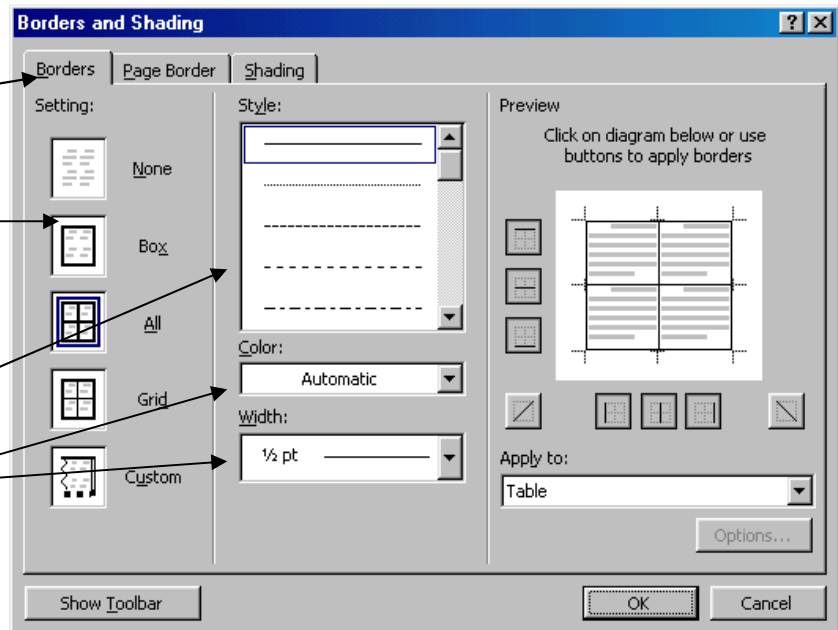 Borders and Shading
Borders
Page Border
Shading
Setting:
None
Box
All
Grid
Custom
Style:
Color:
Automatic
Width:
½ pt
Preview
Click on diagram below or use
buttons to apply borders
Apply to:
Table
Options...
Show Toolbar
OK
Cancel